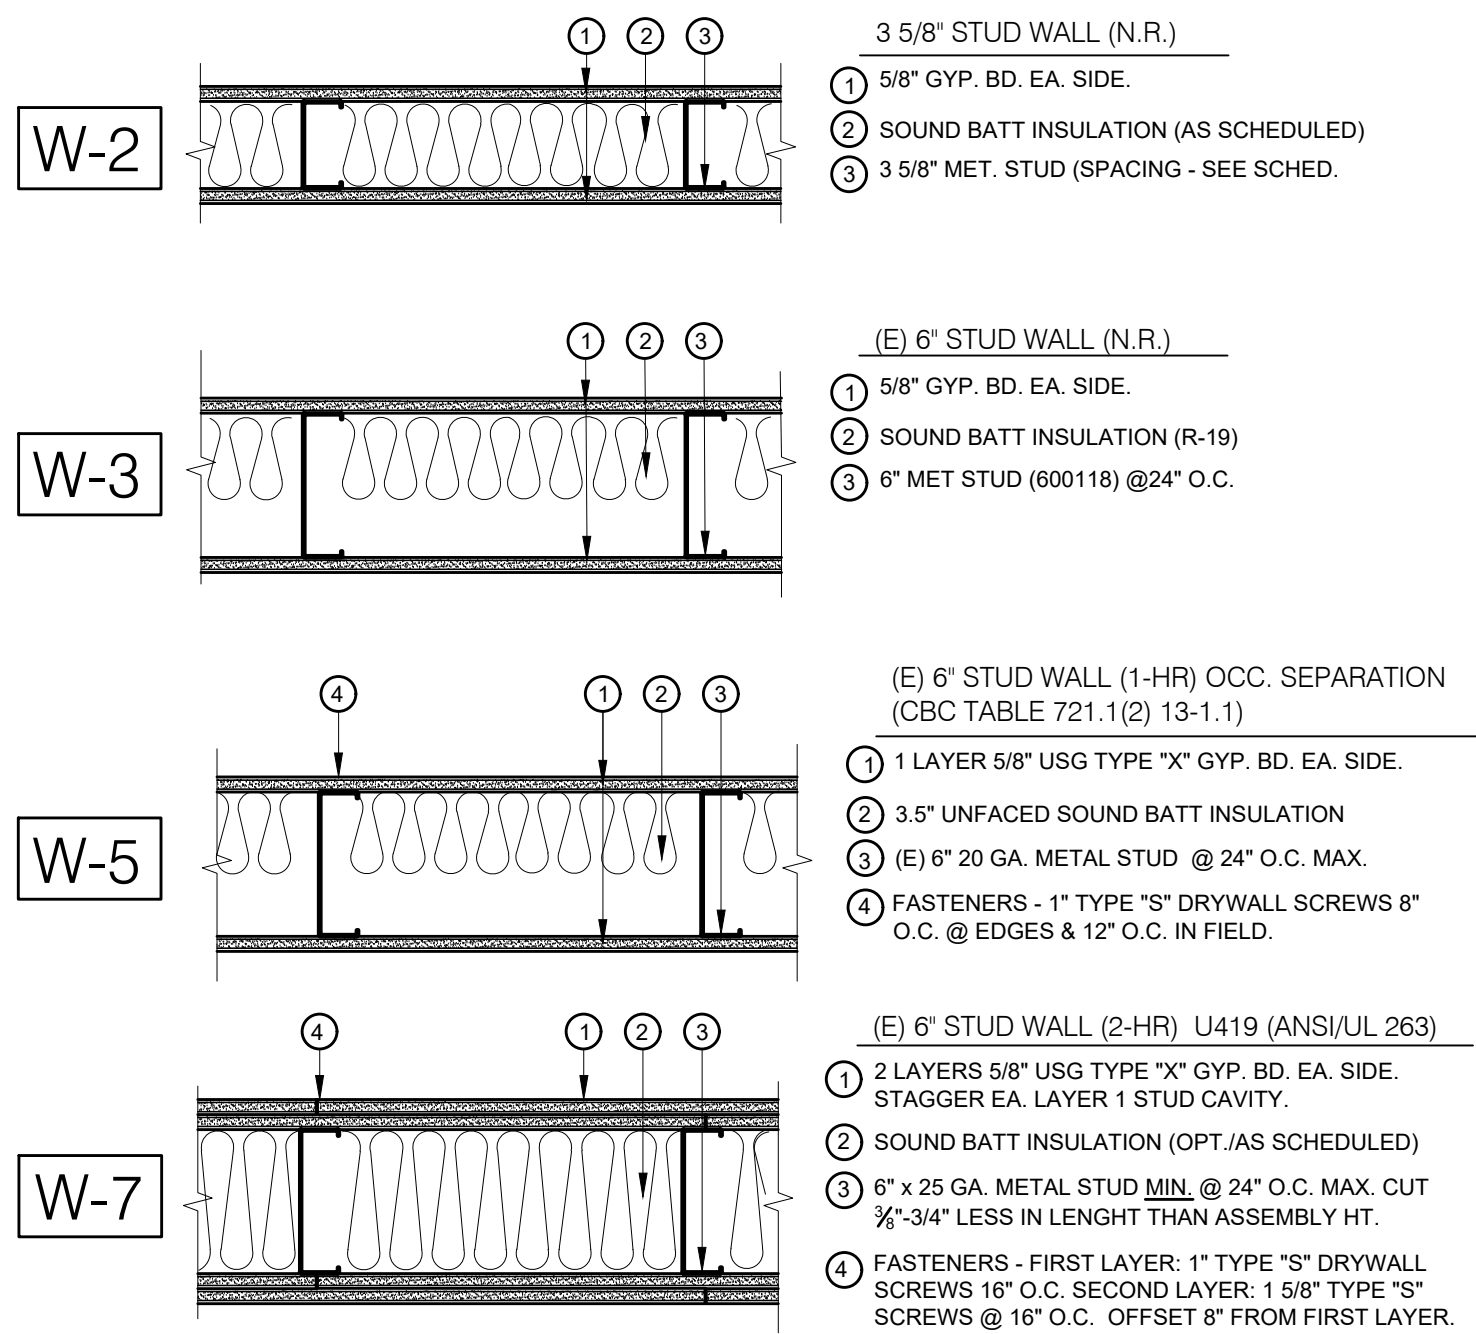 1 2 3
3 5/8" STUD WALL (N.R.)
W-2
1 5/8" GYP. BD. EA. SIDE.
2 SOUND BATT INSULATION (AS SCHEDULED)
3 3 5/8" MET. STUD (SPACING - SEE SCHED.
1 2 3
(E) 6" STUD WALL (N.R.)
W-3
1 5/8" GYP. BD. EA. SIDE.
2 SOUND BATT INSULATION (R-19)
3 6" MET STUD (600118) @24" O.C.
4 1 2 3
(E) 6" STUD WALL (1-HR) OCC. SEPARATION
(CBC TABLE 721.1(2) 13-1.1)
W-5
1 1 LAYER 5/8" USG TYPE "X" GYP. BD. EA. SIDE.
2 3.5" UNFACED SOUND BATT INSULATION
3 (E) 6" 20 GA. METAL STUD @ 24" O.C. MAX.
4 FASTENERS - 1" TYPE "S" DRYWALL SCREWS 8"
O.C. @ EDGES & 12" O.C. IN FIELD.
4 1 2 3
(E) 6" STUD WALL (2-HR) U419 (ANSI/UL 263)
W-7
1 2 LAYERS 5/8" USG TYPE "X" GYP. BD. EA. SIDE.
STAGGER EA. LAYER 1 STUD CAVITY.
2 SOUND BATT INSULATION (OPT./AS SCHEDULED)
3 6" x 25 GA. METAL STUD MIN. @ 24" O.C. MAX. CUT
3/8"-3/4" LESS IN LENGHT THAN ASSEMBLY HT.
4 FASTENERS - FIRST LAYER: 1" TYPE "S" DRYWALL
SCREWS 16" O.C. SECOND LAYER: 1 5/8" TYPE "S"
SCREWS @ 16" O.C. OFFSET 8" FROM FIRST LAYER.